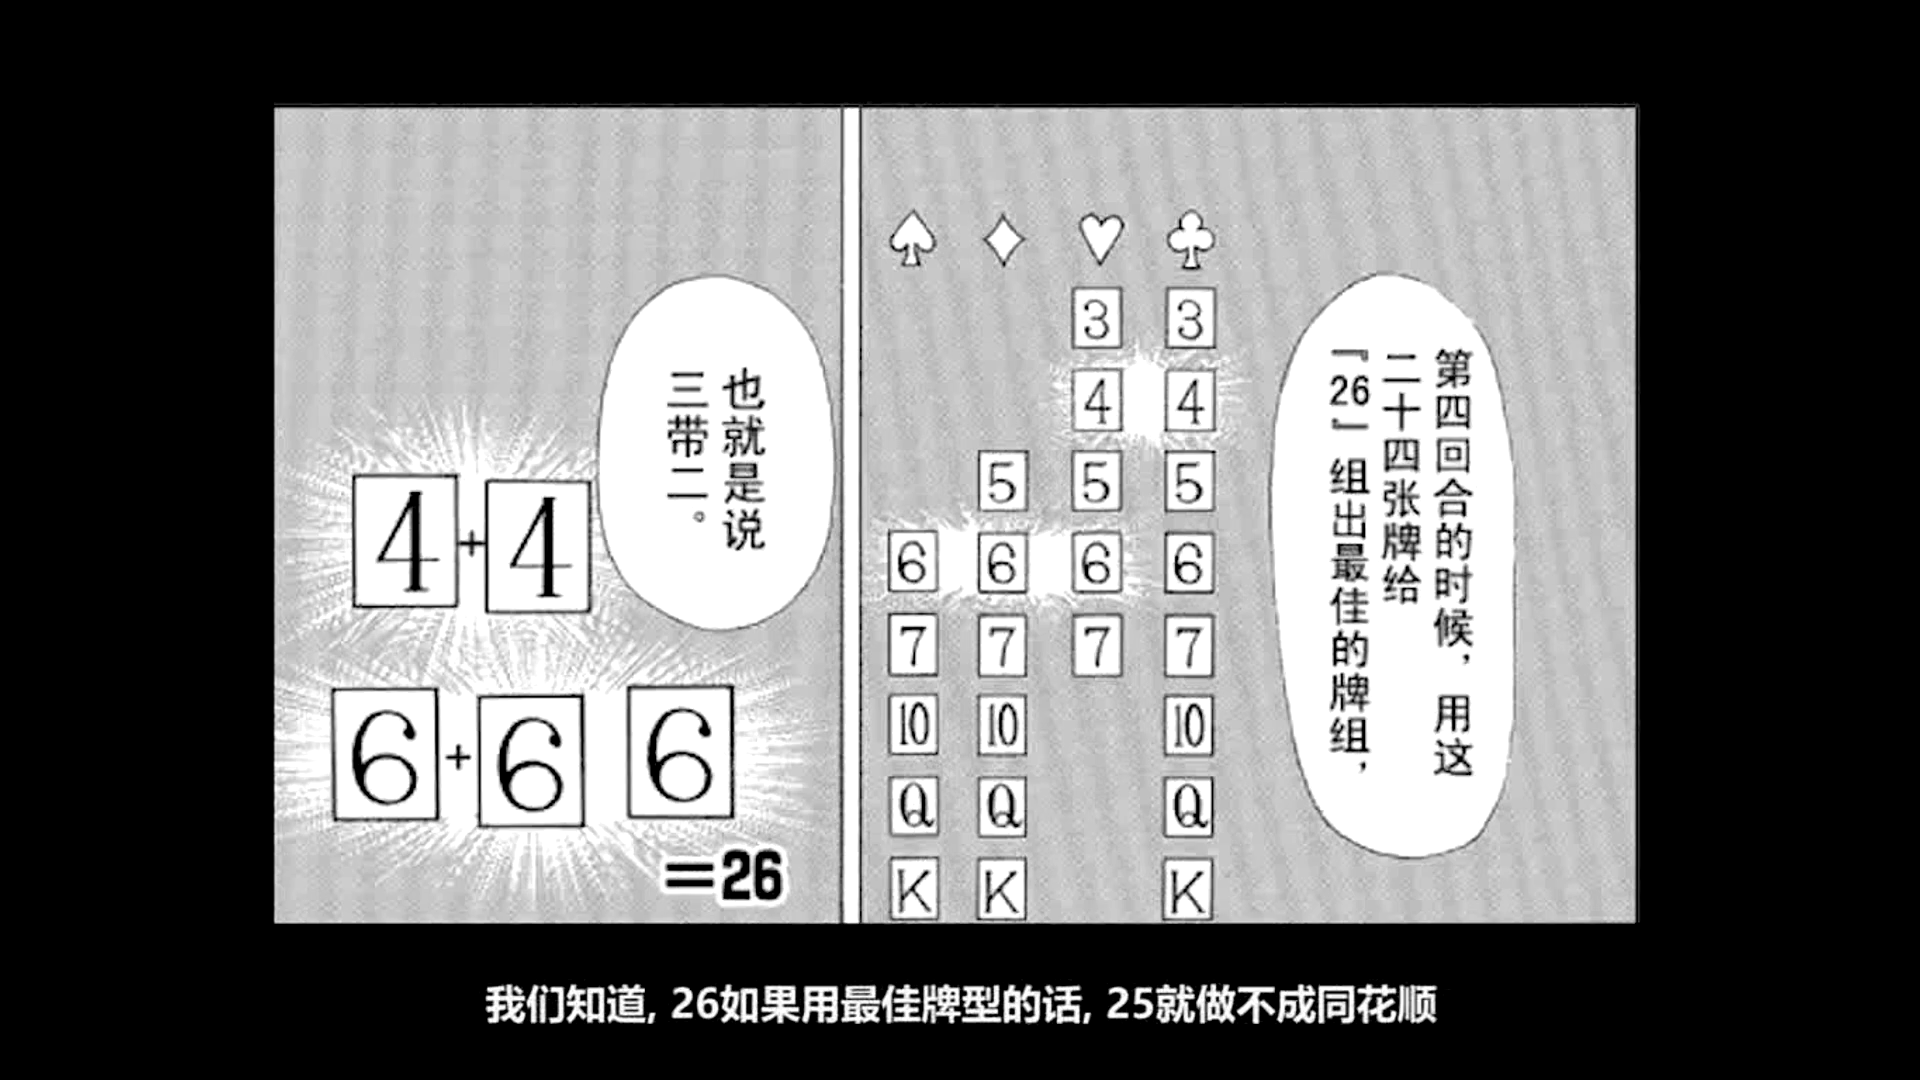 第四回合的时候，用这
二十四张牌给
『26』组出最佳的牌组，
3 3
4 4
5 5 5
6 6 6 6
7 7 7 7
10 10 10
Q Q Q
K K K
也就是说
三带二。
4+4
6+6 6
=26
我们知道, 26如果用最佳牌型的话, 25就做不成同花顺